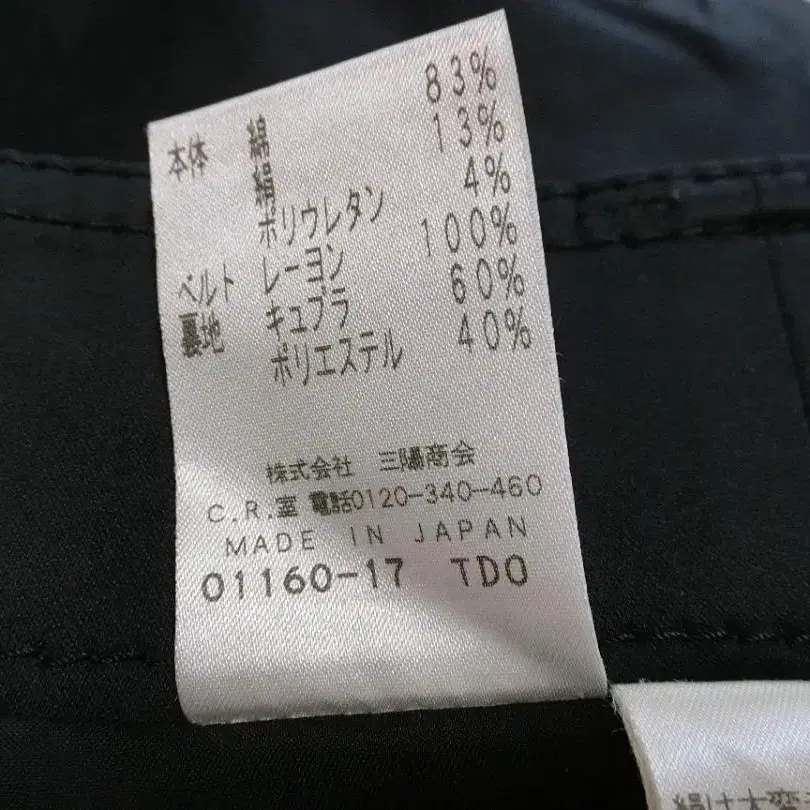 本体 綿 83%
絹 13%
ポリウレタン 4%
ベルト レーヨン 100%
裏地 キュプラ 60%
ポリエステル 40%
株式会社 三陽商会
C.R.室 電話0120-340-460
MADE IN JAPAN
01160-17 TDO